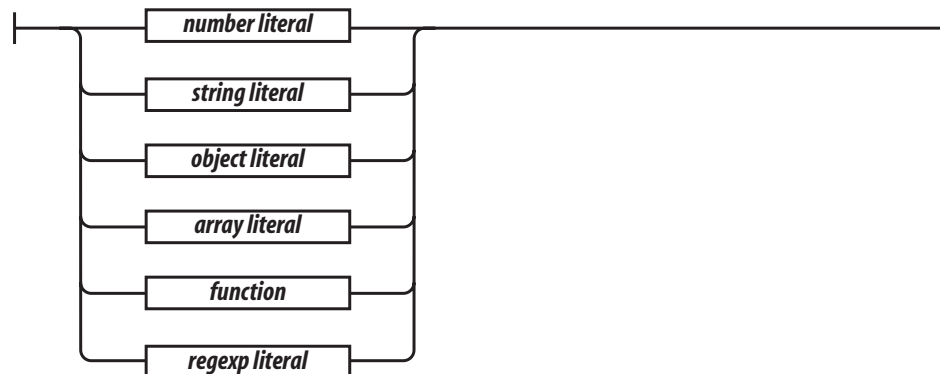 number literal
string literal
object literal
array literal
function
regexp literal